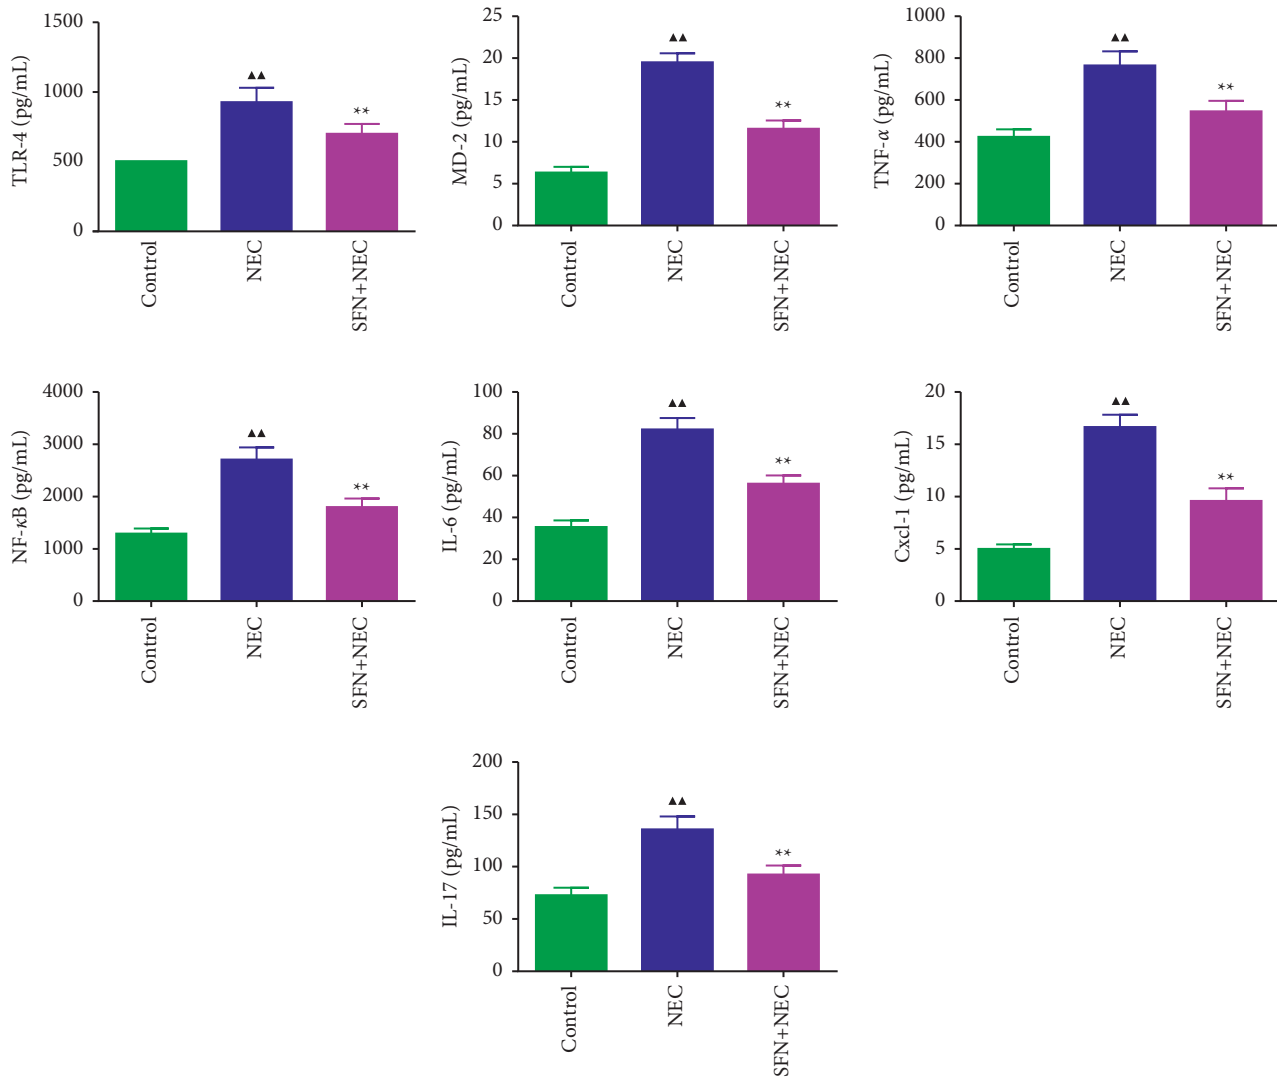 TLR-4 (pg/mL)
1500
1000
500
0
▲▲
**
Control
NEC
SFN+NEC
MD-2 (pg/mL)
25
20
15
10
5
0
▲▲
**
Control
NEC
SFN+NEC
TNF-α (pg/mL)
1000
800
600
400
200
0
▲▲
**
Control
NEC
SFN+NEC
NF-κB (pg/mL)
4000
3000
2000
1000
0
▲▲
**
Control
NEC
SFN+NEC
IL-6 (pg/mL)
100
80
60
40
20
0
▲▲
**
Control
NEC
SFN+NEC
Cxcl-1 (pg/mL)
20
15
10
5
0
▲▲
**
Control
NEC
SFN+NEC
IL-17 (pg/mL)
200
150
100
50
0
▲▲
**
Control
NEC
SFN+NEC